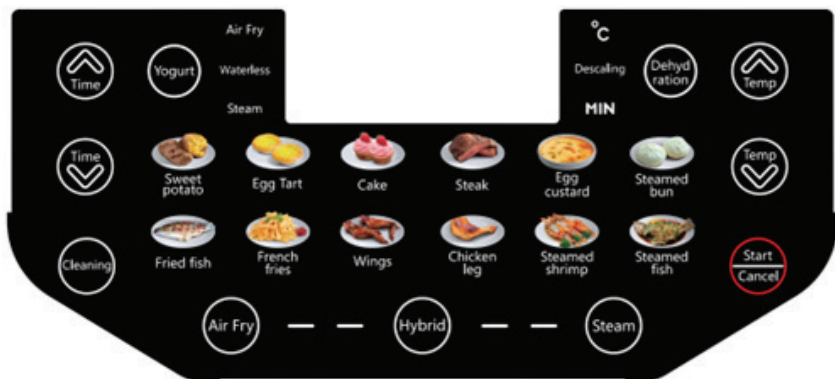 Air Fry
°C
Time
Yogurt
Waterless
Descaling
Dehyd
ration
Temp
Steam
MIN
Time
Sweet
potato
Egg Tart
Cake
Steak
Egg
custard
Steamed
bun
Temp
Cleaning
Fried fish
French
fries
Wings
Chicken
leg
Steamed
shrimp
Steamed
fish
Start
Cancel
Air Fry
Hybrid
Steam